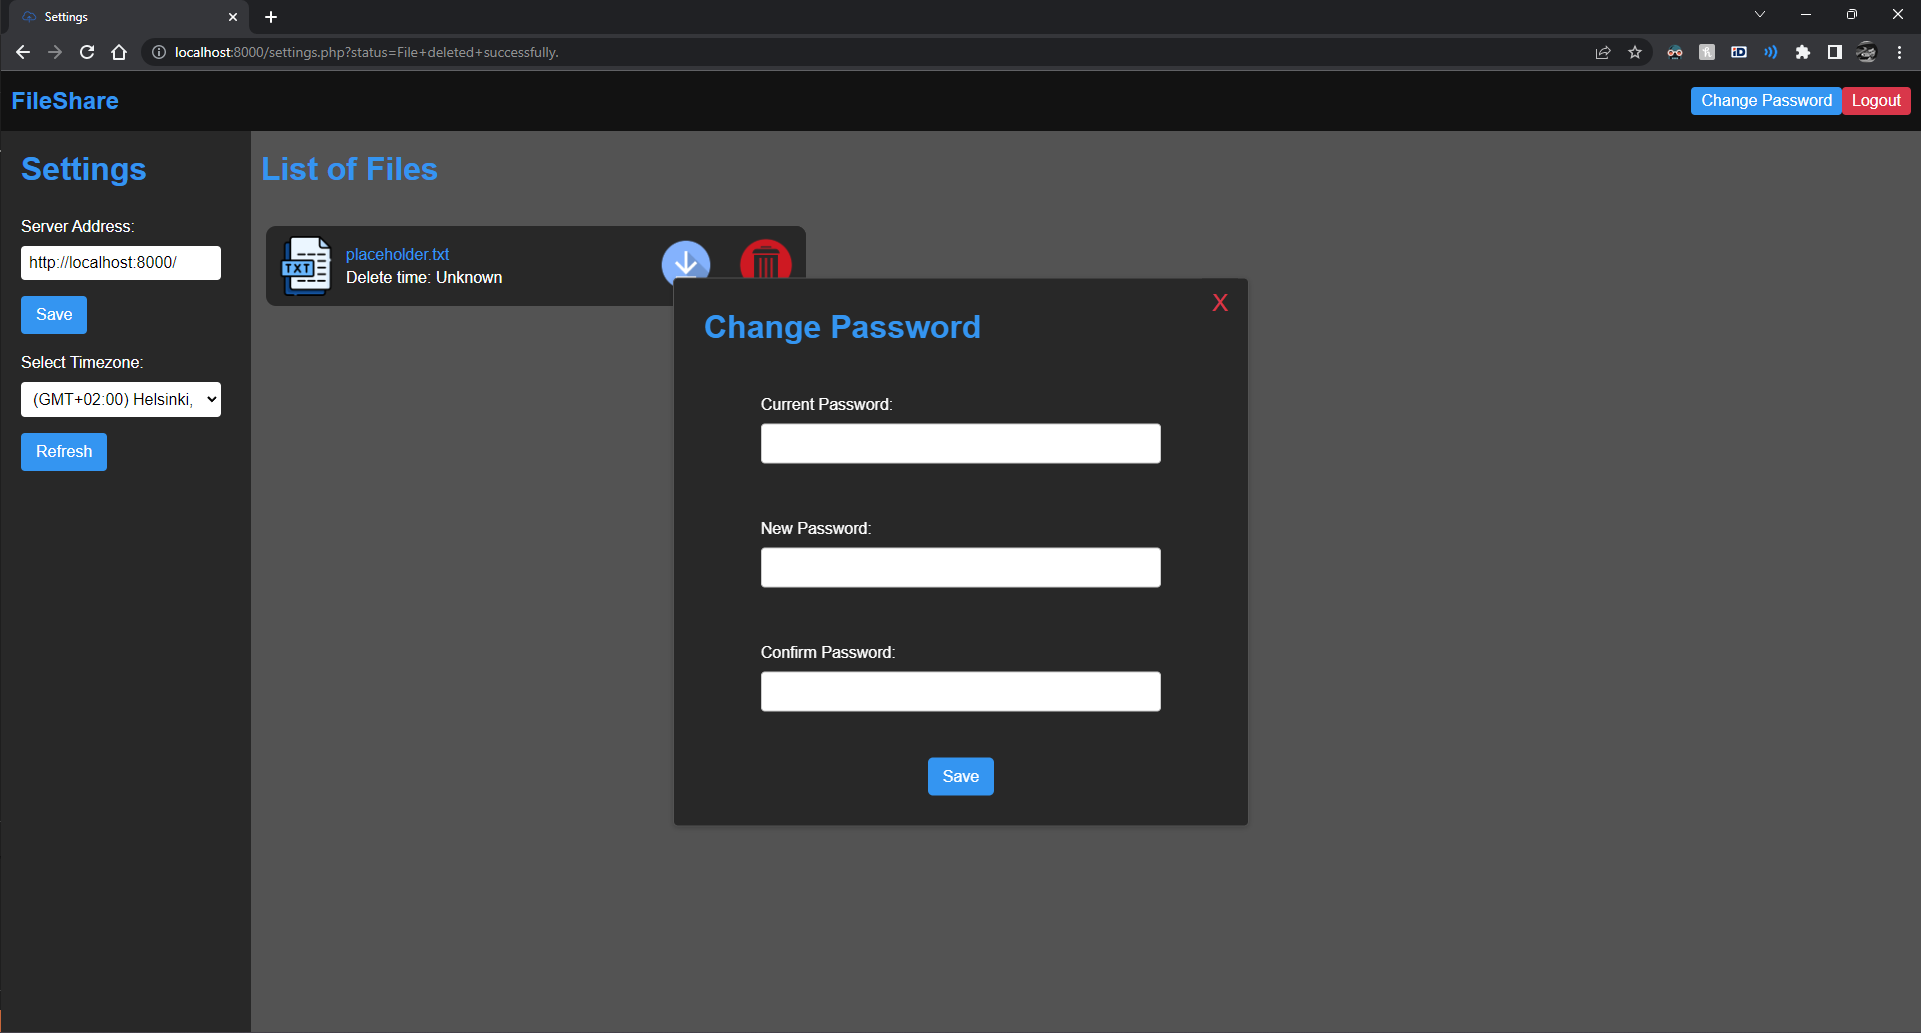 Settings
localhost:8000/settings.php?status=File+deleted+successfully.
FileShare
Change Password
Logout
Settings
Server Address:
http://localhost:8000/
Save
Select Timezone:
(GMT+02:00) Helsinki,
Refresh
List of Files
TXT
placeholder.txt
Delete time: Unknown
X
Change Password
Current Password:
New Password:
Confirm Password:
Save